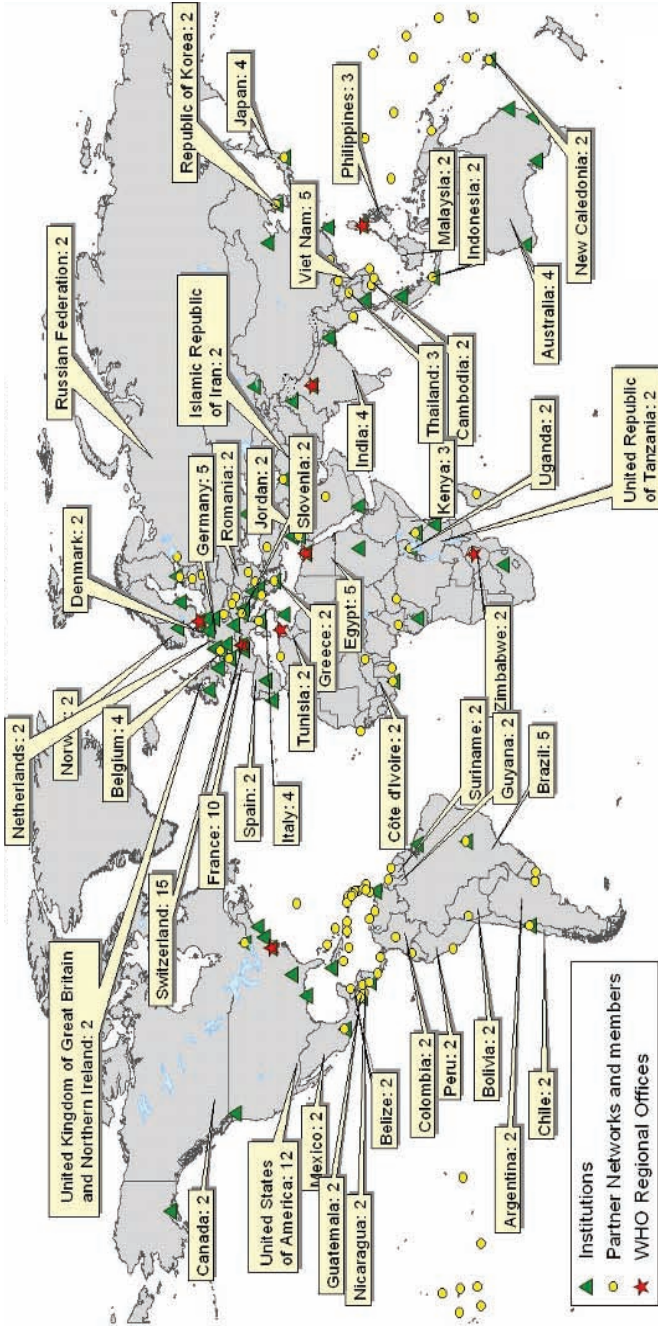 Netherlands: 2
Norway: 2
Denmark: 2
Belgium: 4
Germany: 5
Romania: 2
Jordan: 2
Slovenia: 2
Russian Federation: 2
Islamic Republic
of Iran: 2
Republic of Korea: 2
Japan: 4
United Kingdom of Great Britain
and Northern Ireland: 2
Switzerland: 15
France: 10
Spain: 2
Italy: 4
Tunisia: 2
Greece: 2
Egypt: 5
Viet Nam: 5
Philippines: 3
Malaysia: 2
Indonesia: 2
India: 4
Thailand: 3
Cambodia: 2
Canada: 2
United States
of America: 12
Mexico: 2
Guatemala: 2
Nicaragua: 2
Belize: 2
Colombia: 2
Peru: 2
Bolivia: 2
Argentina: 2
Chile: 2
Côte d'Ivoire: 2
Suriname: 2
Guyana: 2
Brazil: 5
Zimbabwe: 2
Kenya: 3
Uganda: 2
United Republic
of Tanzania: 2
Australia: 4
New Caledonia: 2
Institutions
Partner Networks and members
WHO Regional Offices